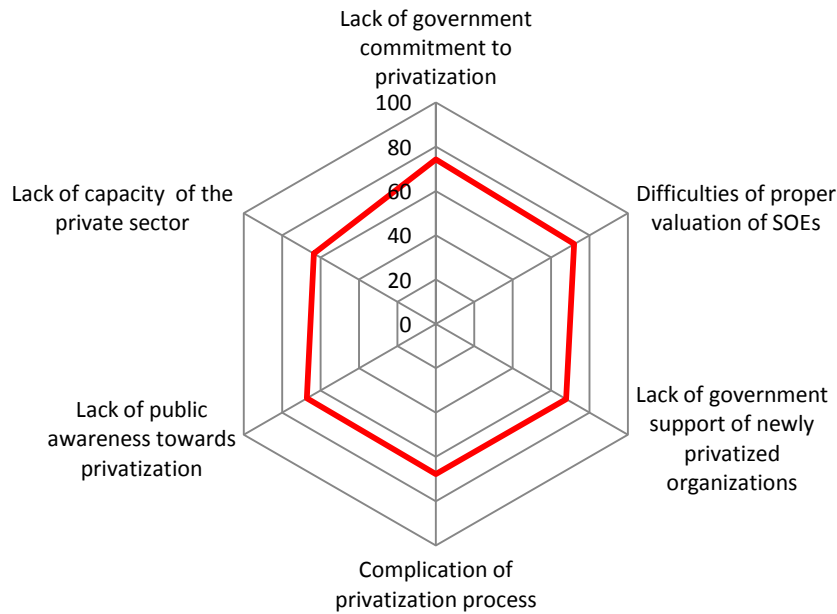 Lack of government
commitment to
privatization
100
80
60
40
20
0
Difficulties of proper
valuation of SOEs
Lack of government
support of newly
privatized
organizations
Complication of
privatization process
Lack of public
awareness towards
privatization
Lack of capacity of the
private sector